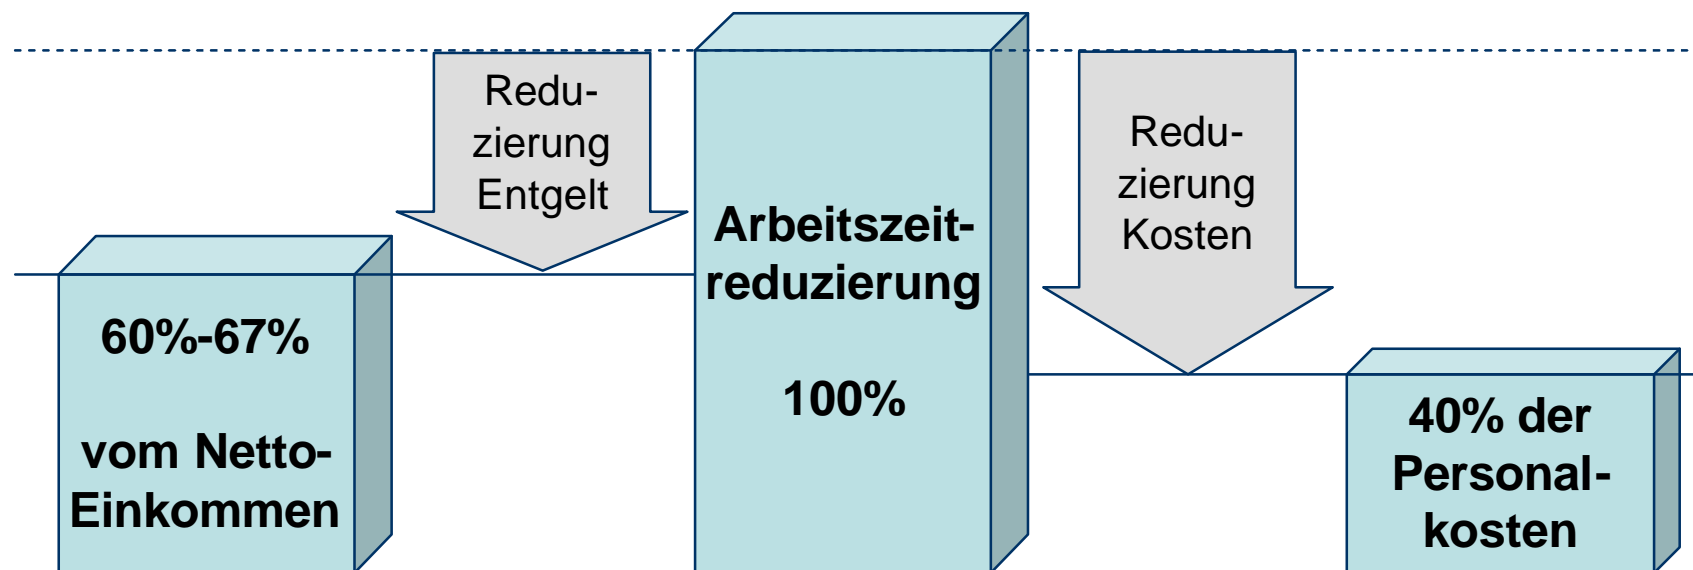 Redu-
zierung
Entgelt
Redu-
zierung
Kosten
Arbeitszeit-
reduzierung
100%
60%-67%
vom Netto-
Einkommen
40% der
Personal-
kosten